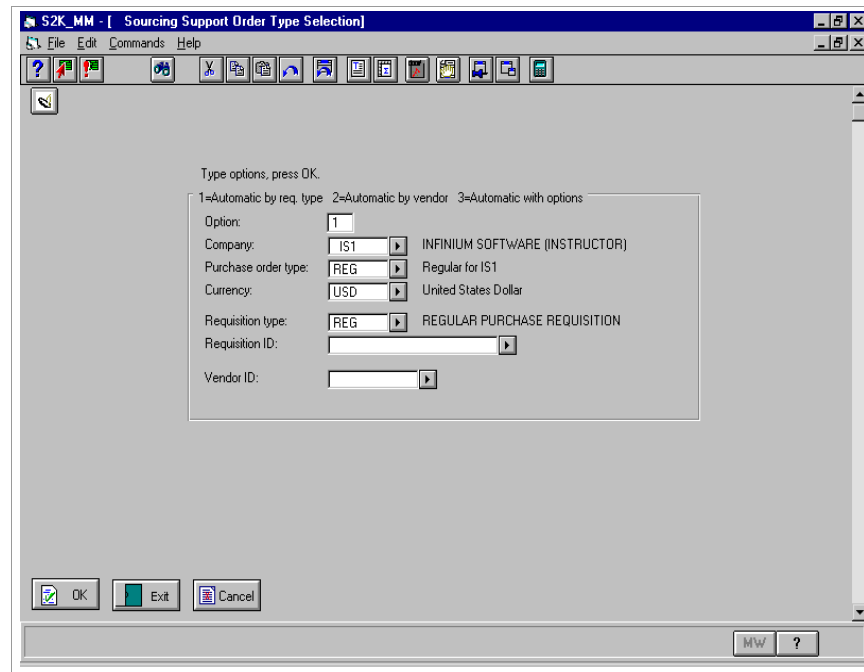 S2K_MM - [ Sourcing Support Order Type Selection]
File Edit Commands Help
Type options, press OK.
1=Automatic by req. type 2=Automatic by vendor 3=Automatic with options
Option: 1
Company: IS1 INFINIUM SOFTWARE (INSTRUCTOR)
Purchase order type: REG Regular for IS1
Currency: USD United States Dollar
Requisition type: REG REGULAR PURCHASE REQUISITION
Requisition ID:
Vendor ID:
OK Exit Cancel
MW ?